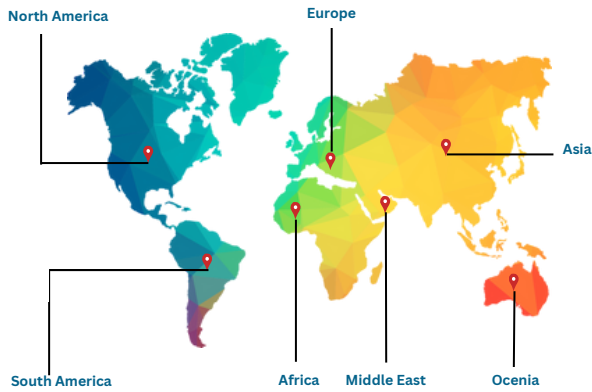 North America
Europe
Asia
South America
Africa
Middle East
Ocenia